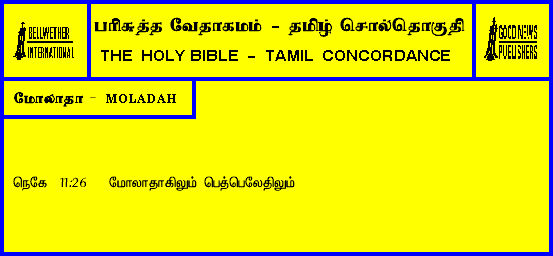 BELLWETHER
INTERNATIONAL
பரிசுத்த வேதாகமம் - தமிழ் சொல்தொகுதி
THE HOLY BIBLE - TAMIL CONCORDANCE
GOOD NEWS
PUBLISHERS
மோலாதா - MOLADAH
நெகே 11:26 மோலாதாகிலும் பெத்பெலேதிலும்